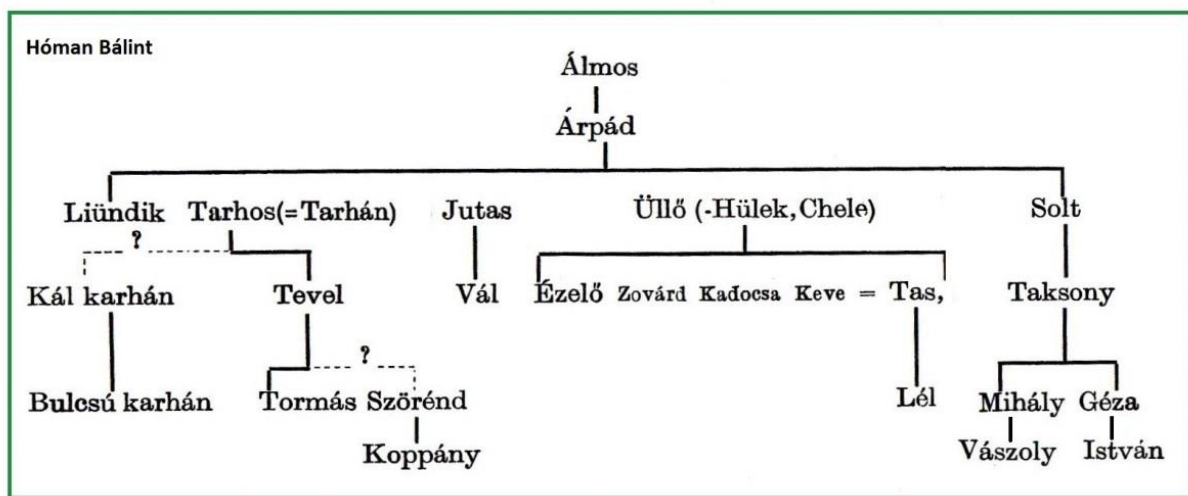 Hóman Bálint
Álmos
Árpád
Liündik Tarhos(=Tarhán) Jutas Üllő (-Hülek, Chele) Solt
?
Kál karhán Tevel Vál Ézelő Zovárd Kadocsa Keve = Tas, Taksony
?
Bulcsú karhán Tormás Szörénd Lél Mihály Géza
Koppány Vászoly István